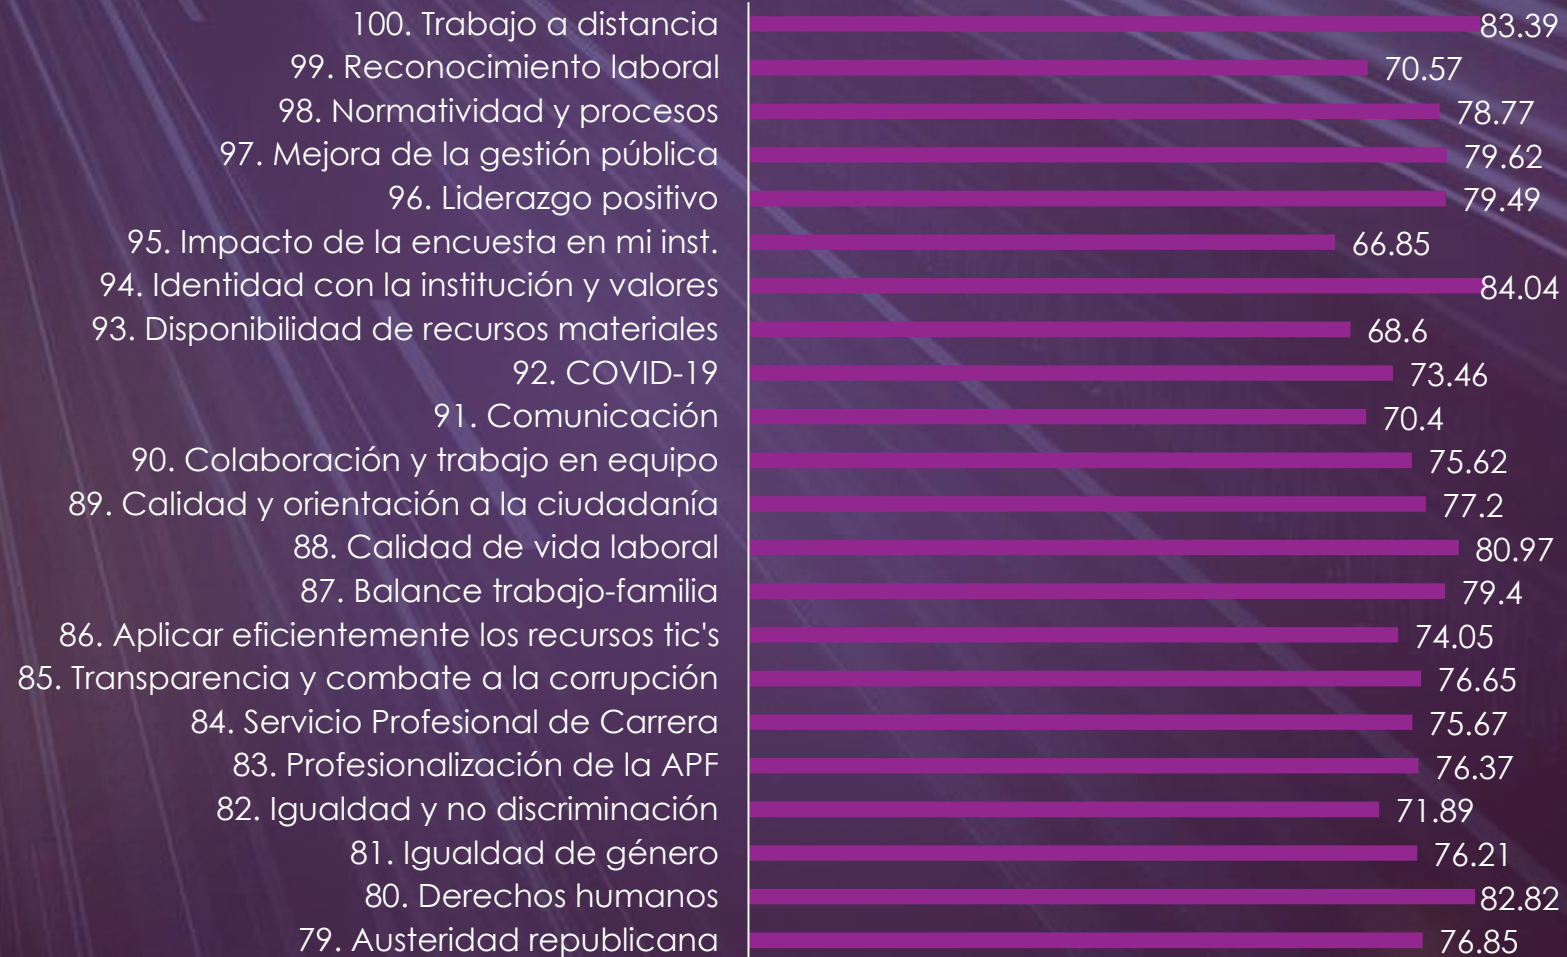 100. Trabajo a distancia 83.39
99. Reconocimiento laboral 70.57
98. Normatividad y procesos 78.77
97. Mejora de la gestión pública 79.62
96. Liderazgo positivo 79.49
95. Impacto de la encuesta en mi inst. 66.85
94. Identidad con la institución y valores 84.04
93. Disponibilidad de recursos materiales 68.6
92. COVID-19 73.46
91. Comunicación 70.4
90. Colaboración y trabajo en equipo 75.62
89. Calidad y orientación a la ciudadanía 77.2
88. Calidad de vida laboral 80.97
87. Balance trabajo-familia 79.4
86. Aplicar eficientemente los recursos tic's 74.05
85. Transparencia y combate a la corrupción 76.65
84. Servicio Profesional de Carrera 75.67
83. Profesionalización de la APF 76.37
82. Igualdad y no discriminación 71.89
81. Igualdad de género 76.21
80. Derechos humanos 82.82
79. Austeridad republicana 76.85